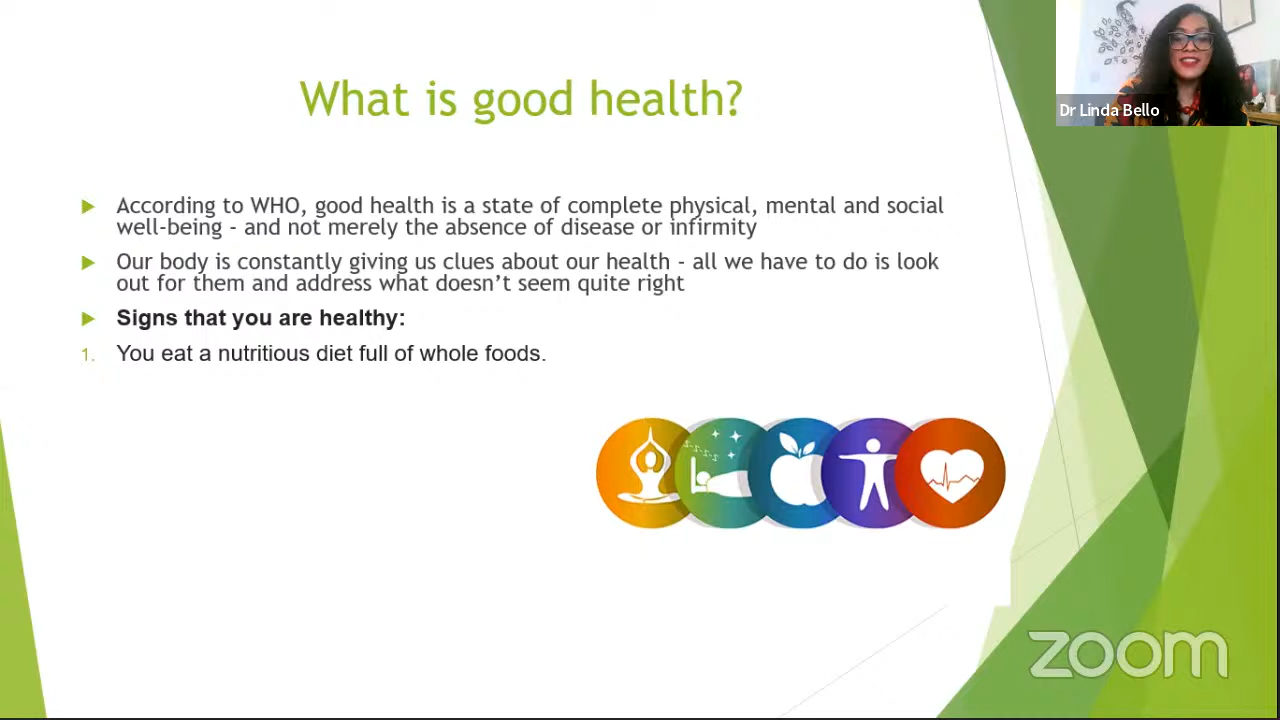 What is good health?
Dr Linda Bello
► According to WHO, good health is a state of complete physical, mental and social
well-being - and not merely the absence of disease or infirmity
► Our body is constantly giving us clues about our health - all we have to do is look
out for them and address what doesn’t seem quite right
► Signs that you are healthy:
1. You eat a nutritious diet full of whole foods.
zoom